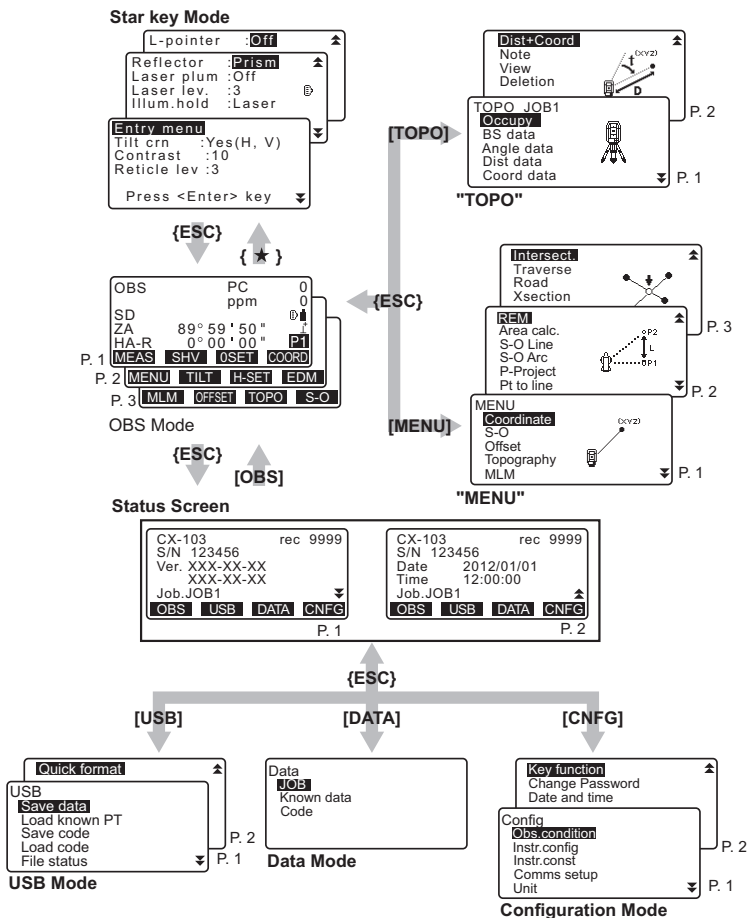 Star key Mode
L-pointer :Off
Reflector :Prism
Laser plum :Off
Laser lev. :3
Illum.hold :Laser
Entry menu
Tilt crn :Yes(H, V)
Contrast :10
Reticle lev :3
Press <Enter> key
{ESC}
{ ★ }
OBS PC 0
ppm 0
SD
ZA 89° 59 ' 50 "
HA-R 0° 00 ' 00 " P1
P. 1 MEAS SHV 0SET COORD
P. 2 MENU TILT H-SET EDM
P. 3 MLM OFFSET TOPO S-O
OBS Mode
{ESC}
[OBS]
{ESC}
[TOPO]
Dist+Coord
Note
View
Deletion
(XYZ)
t
D
P. 2
TOPO JOB1
Occupy
BS data
Angle data
Dist data
Coord data
P. 1
"TOPO"
[MENU]
Intersect.
Traverse
Road
Xsection
P. 3
REM
Area calc.
S-O Line
S-O Arc
P-Project
Pt to line
P2
L
P1
P. 2
MENU
Coordinate
S-O
Offset
Topography
MLM
(XYZ)
P. 1
"MENU"
Status Screen
CX-103 rec 9999
S/N 123456
Ver. XXX-XX-XX
XXX-XX-XX
Job.JOB1
OBS USB DATA CNFG
P. 1
CX-103 rec 9999
S/N 123456
Date 2012/01/01
Time 12:00:00
Job.JOB1
OBS USB DATA CNFG
P. 2
{ESC}
[USB]
[DATA]
[CNFG]
Quick format
P. 2
USB
Save data
Load known PT
Save code
Load code
File status
P. 1
USB Mode
Data
JOB
Known data
Code
Data Mode
Key function
Change Password
Date and time
P. 2
Config
Obs.condition
Instr.config
Instr.const
Comms setup
Unit
P. 1
Configuration Mode